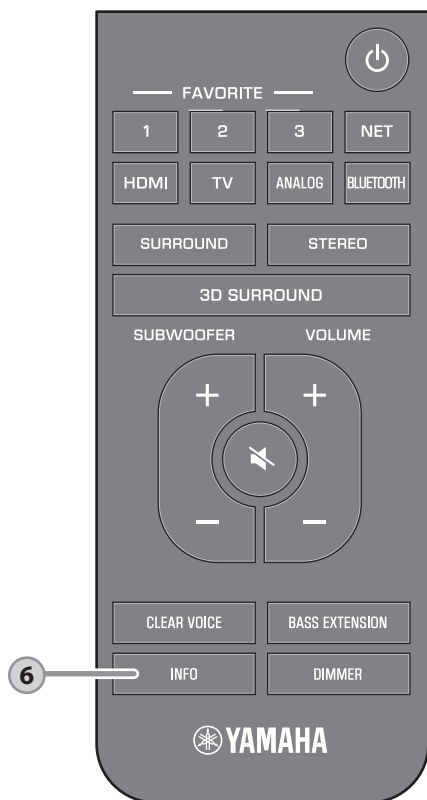 FAVORITE
1 2 3 NET
HDMI TV ANALOG BLUETOOTH
SURROUND STEREO
3D SURROUND
SUBWOOFER VOLUME
+ +
- -
CLEAR VOICE BASS EXTENSION
6 INFO DIMMER
YAMAHA